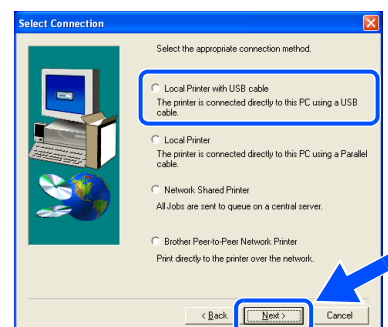 Select Connection
Select the appropriate connection method.
Local Printer with USB cable
The printer is connected directly to this PC using a USB
cable.
Local Printer
The printer is connected directly to this PC using a Parallel
cable.
Network Shared Printer
All Jobs are sent to queue on a central server.
Brother Peer-to-Peer Network Printer
Print directly to the printer over the network.
< Back Next > Cancel